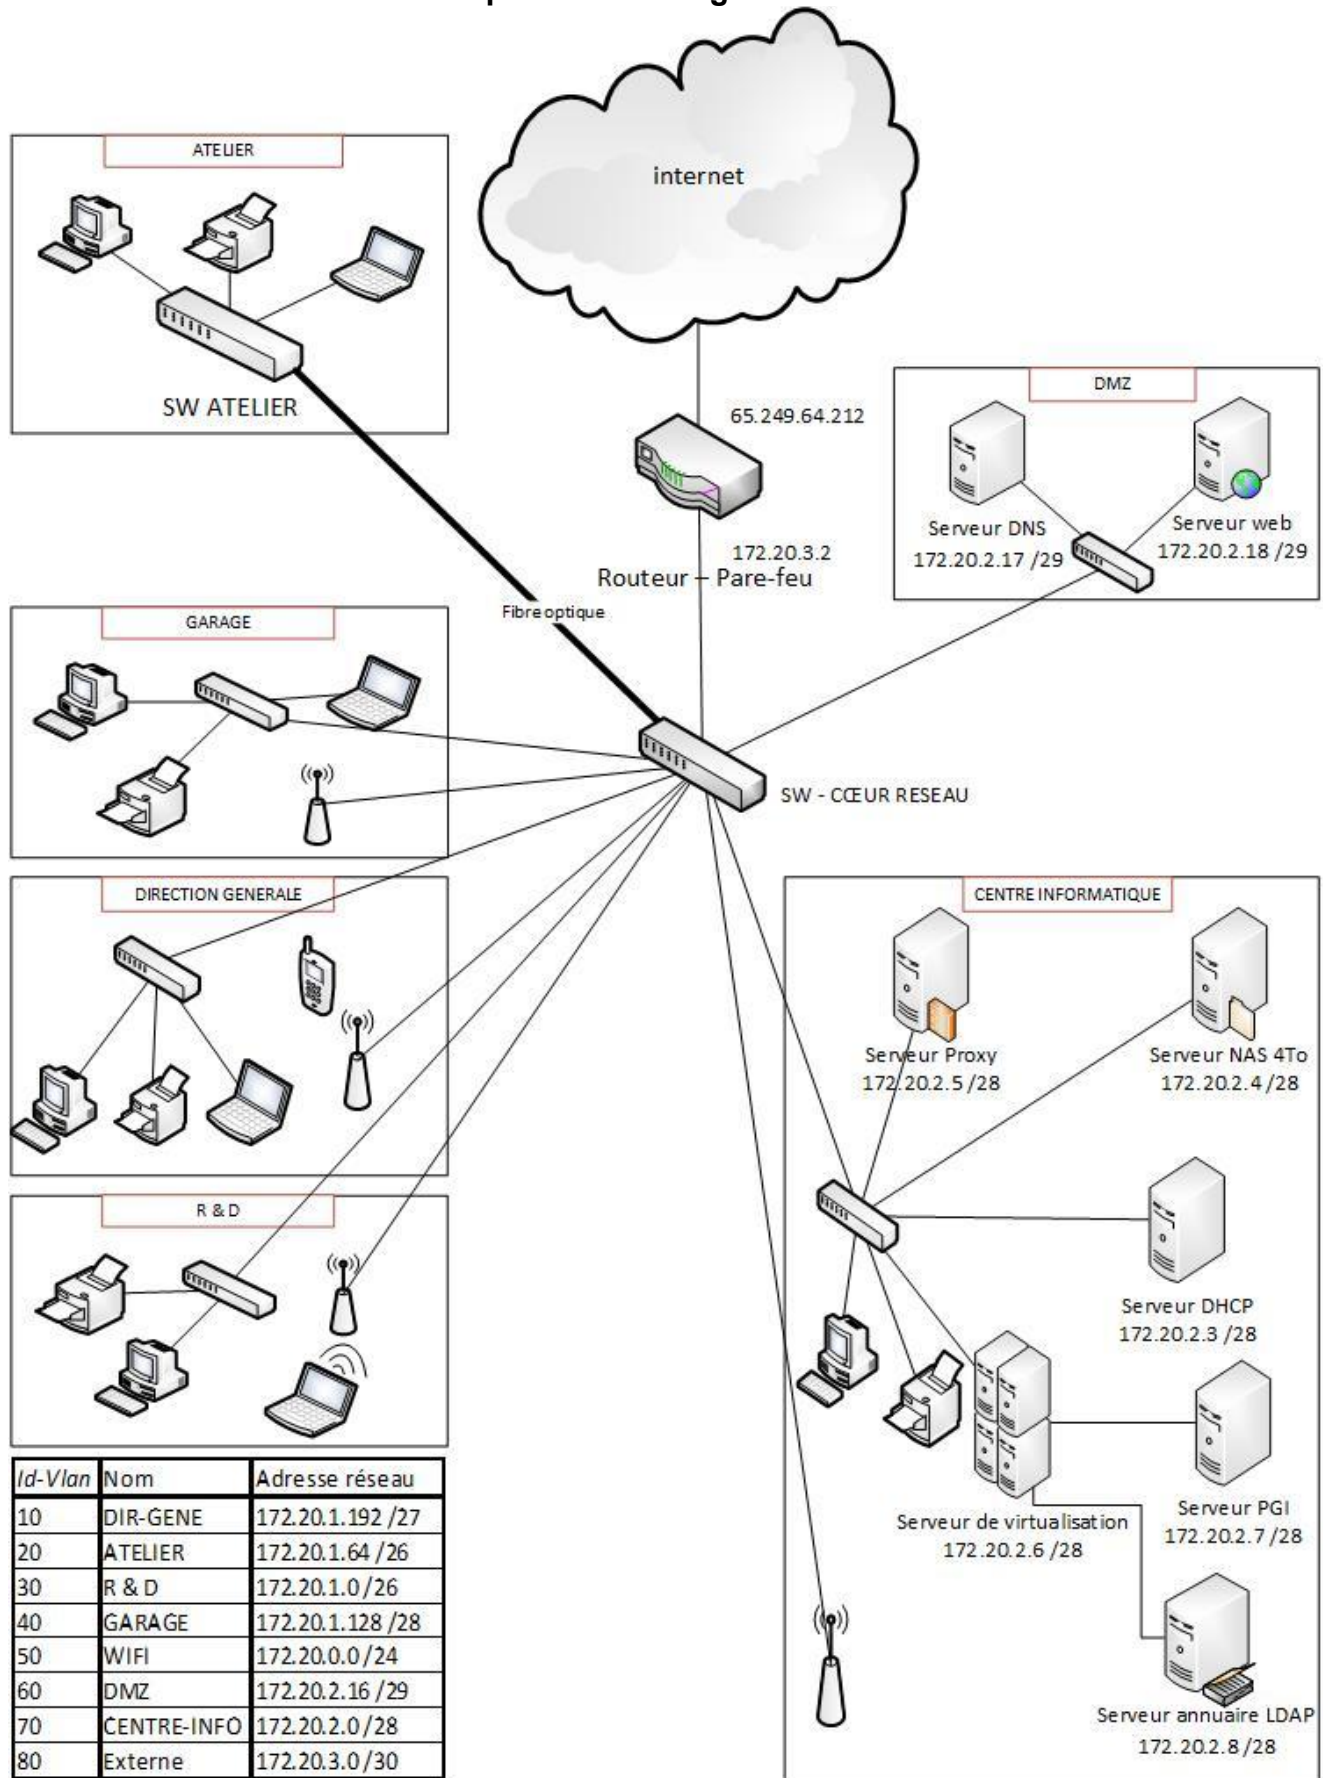 ATELIER
internet
SW ATELIER
65.249.64.212
DMZ
Serveur DNS
172.20.2.17 /29
Serveur web
172.20.2.18 /29
172.20.3.2
Routeur – Pare-feu
Fibre optique
GARAGE
SW - CŒUR RESEAU
DIRECTION GENERALE
CENTRE INFORMATIQUE
Serveur Proxy
172.20.2.5 /28
Serveur NAS 4To
172.20.2.4 /28
R & D
Serveur DHCP
172.20.2.3 /28
Serveur PGI
172.20.2.7 /28
Serveur de virtualisation
172.20.2.6 /28
Serveur annuaire LDAP
172.20.2.8 /28
Id-Vlan Nom Adresse réseau
10 DIR-GENE 172.20.1.192 /27
20 ATELIER 172.20.1.64 /26
30 R & D 172.20.1.0 /26
40 GARAGE 172.20.1.128 /28
50 WIFI 172.20.0.0 /24
60 DMZ 172.20.2.16 /29
70 CENTRE-INFO 172.20.2.0 /28
80 Externe 172.20.3.0 /30